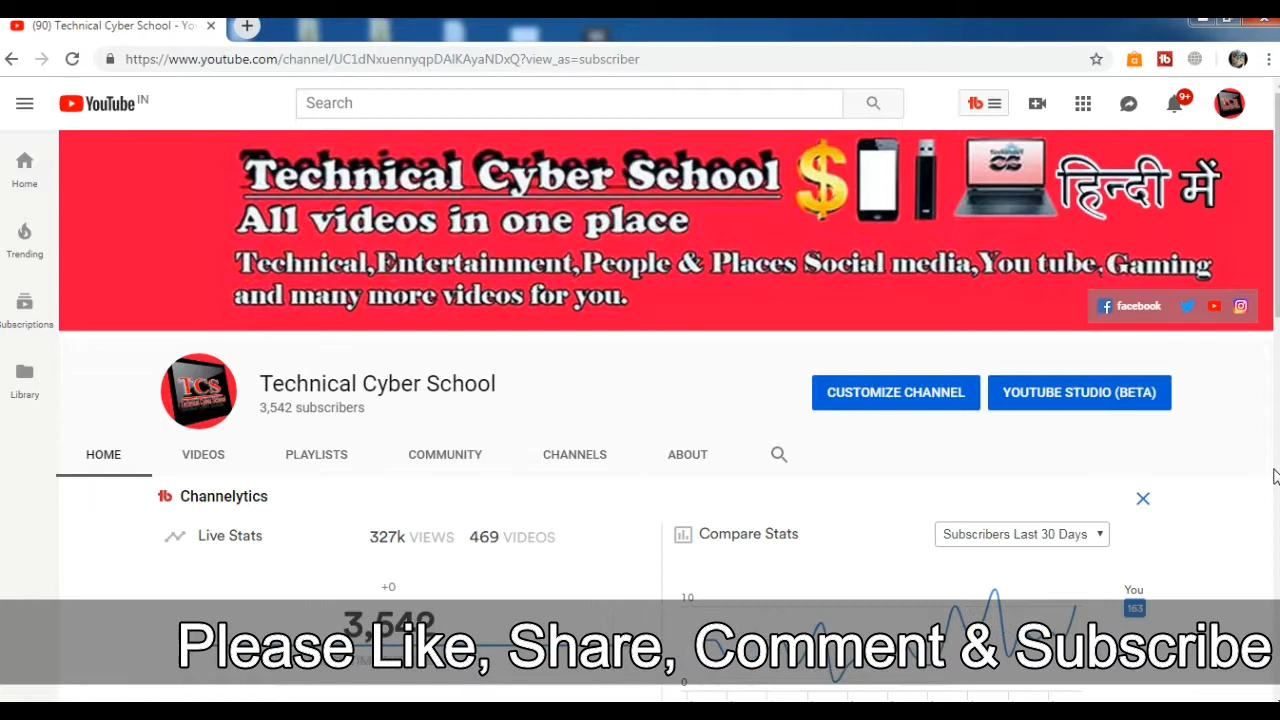 (90) Technical Cyber School - Yo
https://www.youtube.com/channel/UC1dNxuennyqpDAlKAyaNDxQ?view_as=subscriber
YouTube IN
Search
9+
Technical Cyber School
हिन्दी में
All videos in one place
Technical,Entertainment,People & Places Social media,You tube,Gaming
and many more videos for you.
facebook
Home
Trending
Subscriptions
Library
TCS
Technical Cyber School
3,542 subscribers
CUSTOMIZE CHANNEL
YOUTUBE STUDIO (BETA)
HOME VIDEOS PLAYLISTS COMMUNITY CHANNELS ABOUT
Channelytics
Live Stats 327k VIEWS 469 VIDEOS
Compare Stats Subscribers Last 30 Days
+0
3,542
10
0
You
163
Please Like, Share, Comment & Subscribe